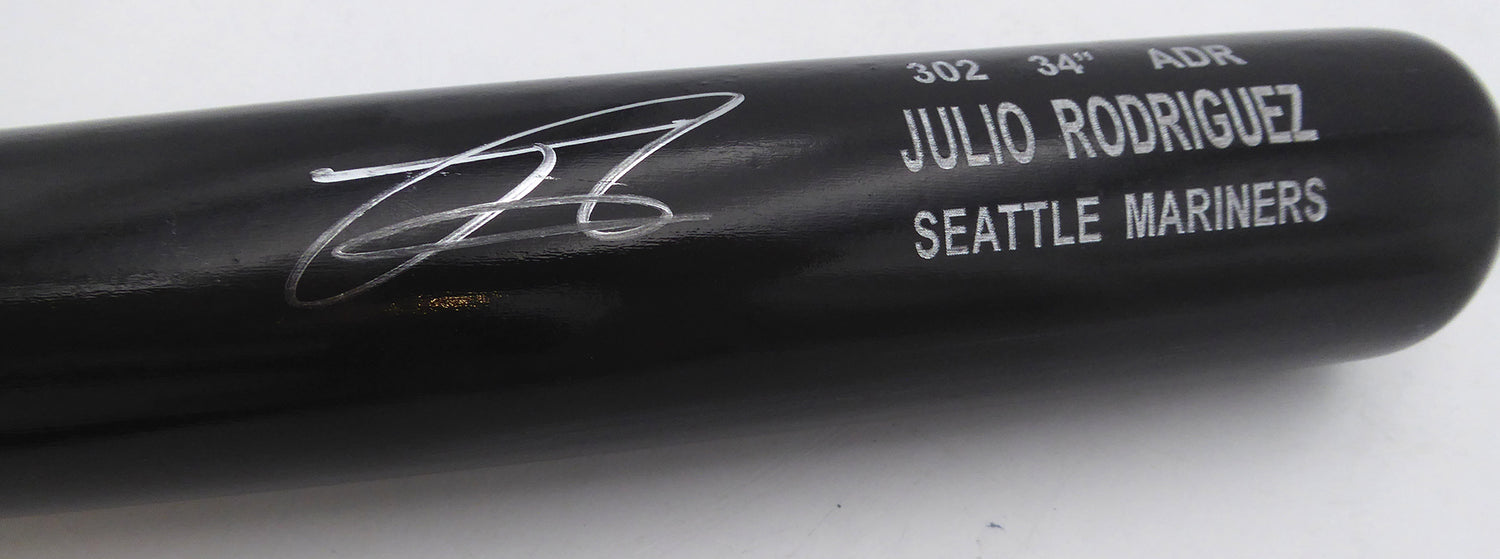 302 34" ADR
JULIO RODRIGUEZ
SEATTLE MARINERS